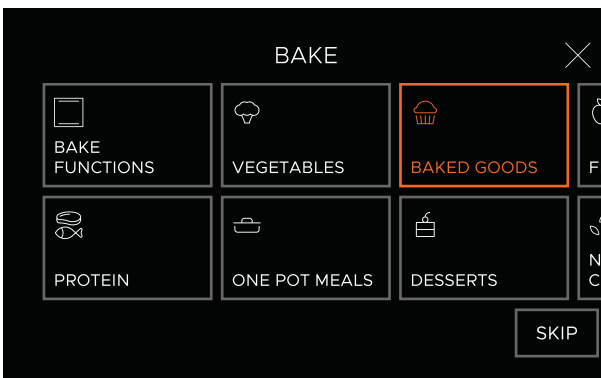 BAKE
BAKE
FUNCTIONS
VEGETABLES
BAKED GOODS
F
PROTEIN
ONE POT MEALS
DESSERTS
N
C
SKIP